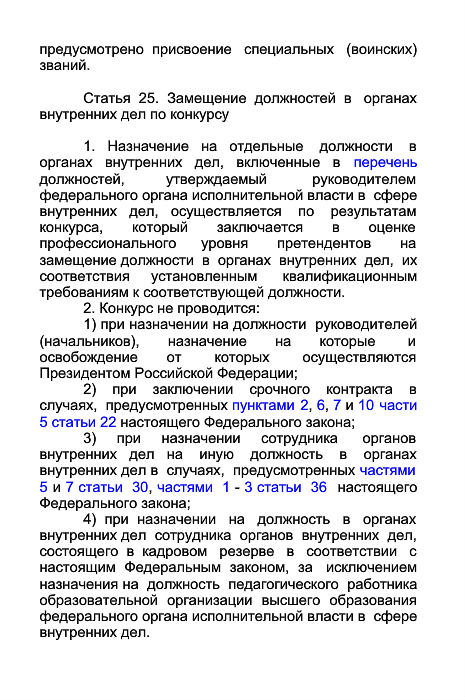 предусмотрено присвоение специальных (воинских)
званий.
Статья 25. Замещение должностей в органах
внутренних дел по конкурсу
1. Назначение на отдельные должности в
органах внутренних дел, включенные в перечень
должностей, утверждаемый руководителем
федерального органа исполнительной власти в сфере
внутренних дел, осуществляется по результатам
конкурса, который заключается в оценке
профессионального уровня претендентов на
замещение должности в органах внутренних дел, их
соответствия установленным квалификационным
требованиям к соответствующей должности.
2. Конкурс не проводится:
1) при назначении на должности руководителей
(начальников), назначение на которые и
освобождение от которых осуществляются
Президентом Российской Федерации;
2) при заключении срочного контракта в
случаях, предусмотренных пунктами 2, 6, 7 и 10 части
5 статьи 22 настоящего Федерального закона;
3) при назначении сотрудника органов
внутренних дел на иную должность в органах
внутренних дел в случаях, предусмотренных частями
5 и 7 статьи 30, частями 1 - 3 статьи 36 настоящего
Федерального закона;
4) при назначении на должность в органах
внутренних дел сотрудника органов внутренних дел,
состоящего в кадровом резерве в соответствии с
настоящим Федеральным законом, за исключением
назначения на должность педагогического работника
образовательной организации высшего образования
федерального органа исполнительной власти в сфере
внутренних дел.